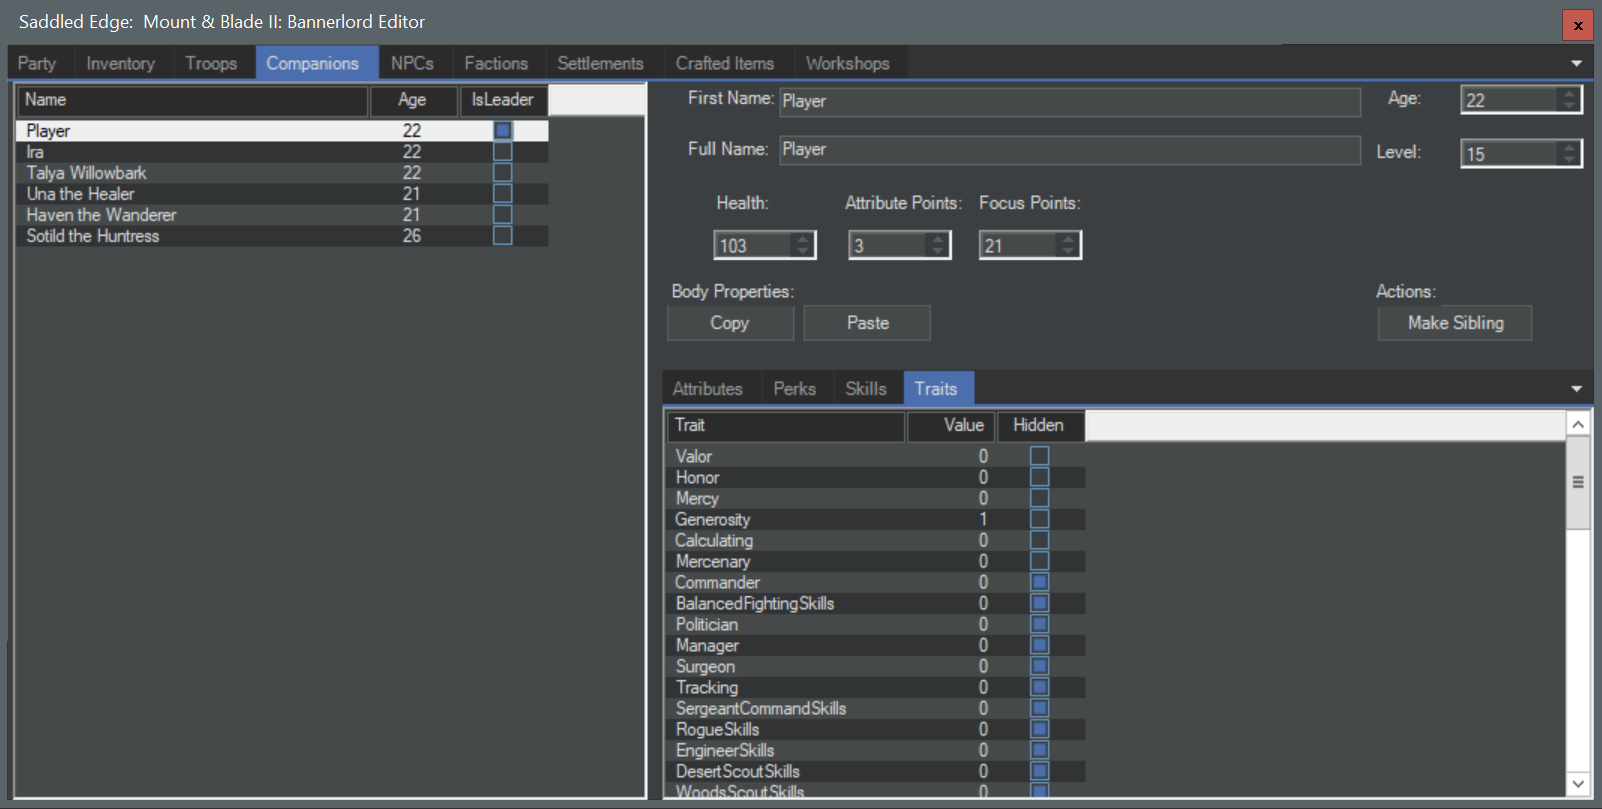 Saddled Edge:  Mount & Blade II: Bannerlord Editor
x
Party Inventory Troops Companions NPCs Factions Settlements Crafted Items Workshops
Name Age IsLeader
Player 22
Ira 22
Talya Willowbark 22
Una the Healer 21
Haven the Wanderer 21
Sotild the Huntress 26
First Name: Player Age: 22
Full Name: Player Level: 15
Health: Attribute Points: Focus Points:
103 3 21
Body Properties: Actions:
Copy Paste Make Sibling
Attributes Perks Skills Traits
Trait Value Hidden
Valor 0
Honor 0
Mercy 0
Generosity 1
Calculating 0
Mercenary 0
Commander 0
BalancedFightingSkills 0
Politician 0
Manager 0
Surgeon 0
Tracking 0
SergeantCommandSkills 0
RogueSkills 0
EngineerSkills 0
DesertScoutSkills 0
WoodsScoutSkills 0